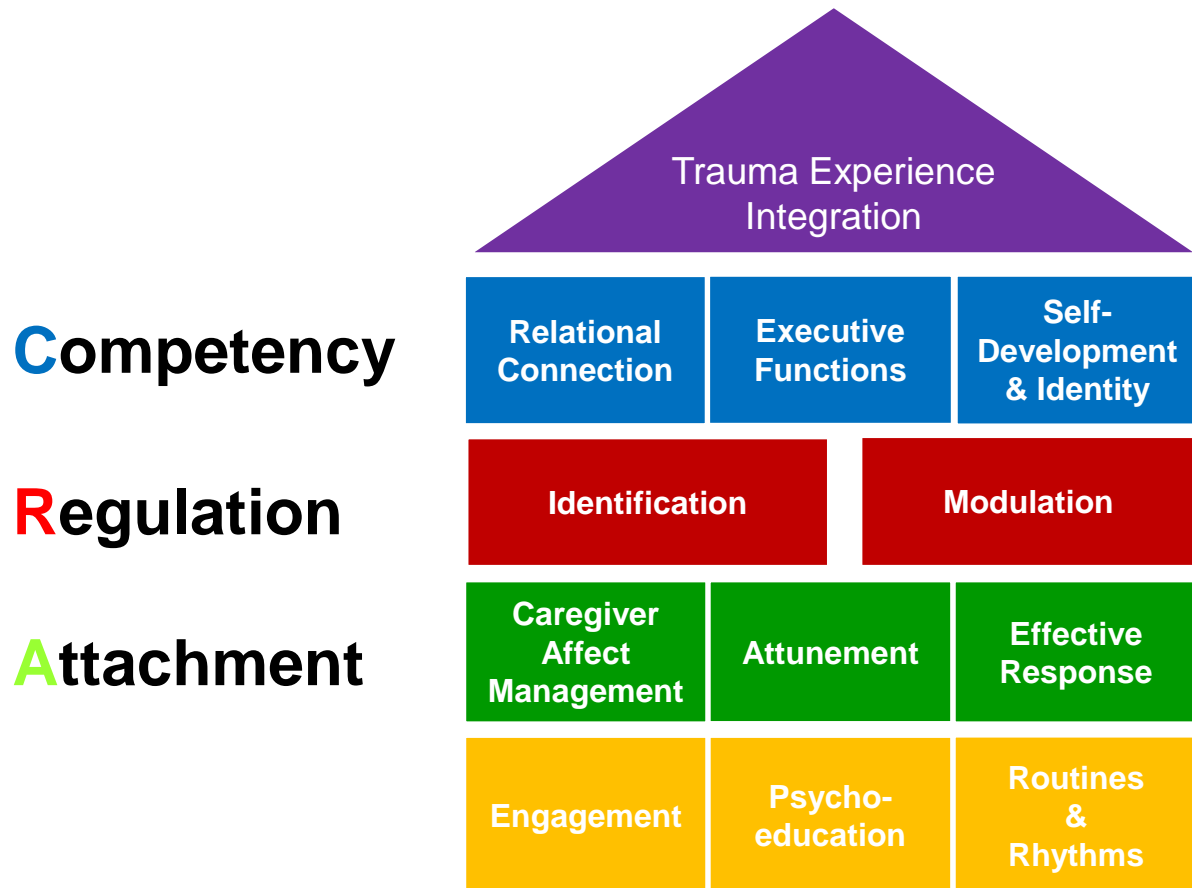 Trauma Experience
Integration
Competency
Relational
Connection
Executive
Functions
Self-
Development
& Identity
Regulation
Identification
Modulation
Attachment
Caregiver
Affect
Management
Attunement
Effective
Response
Engagement
Psycho-
education
Routines
&
Rhythms